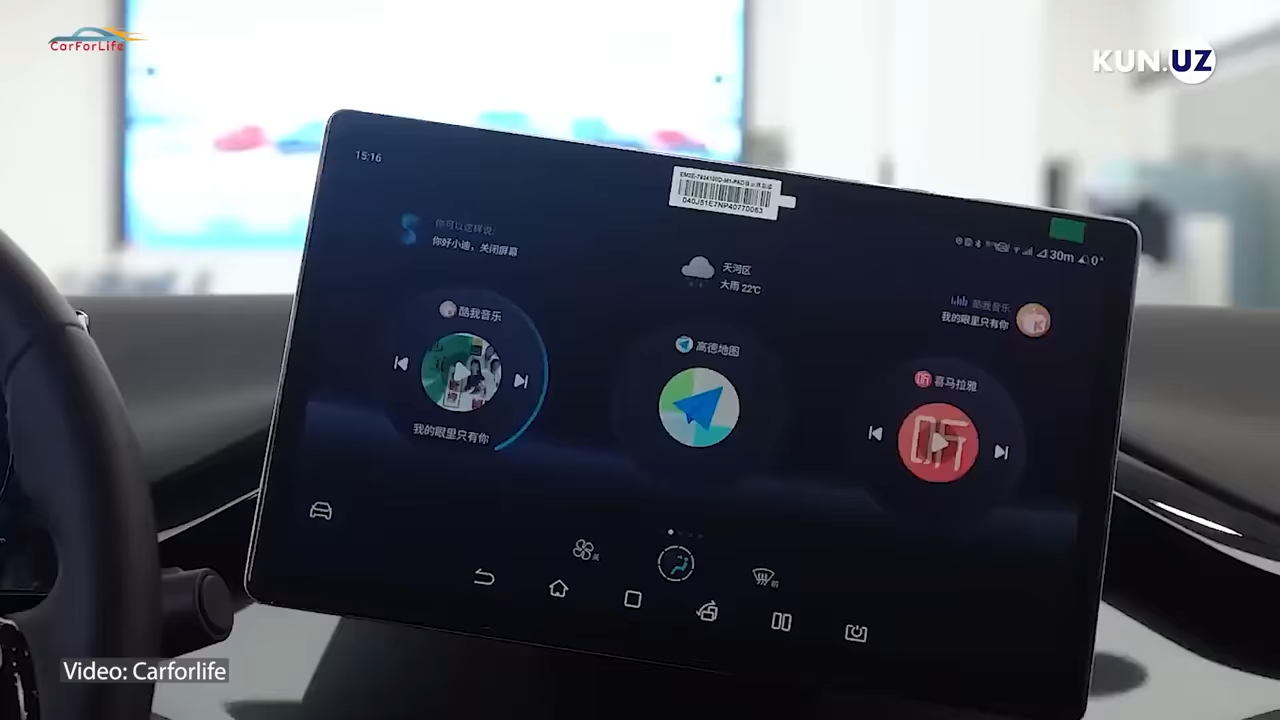 CarForLife
KUN.UZ
15:16
040J51E7NP40770063
你可以这样说:
你好小迪，关闭屏幕
30m
0°
天河区
大雨 22℃
酷我音乐
我的眼里只有你
酷我音乐
我的眼里只有你
高德地图
喜马拉雅
听
关
前
Video: Carforlife